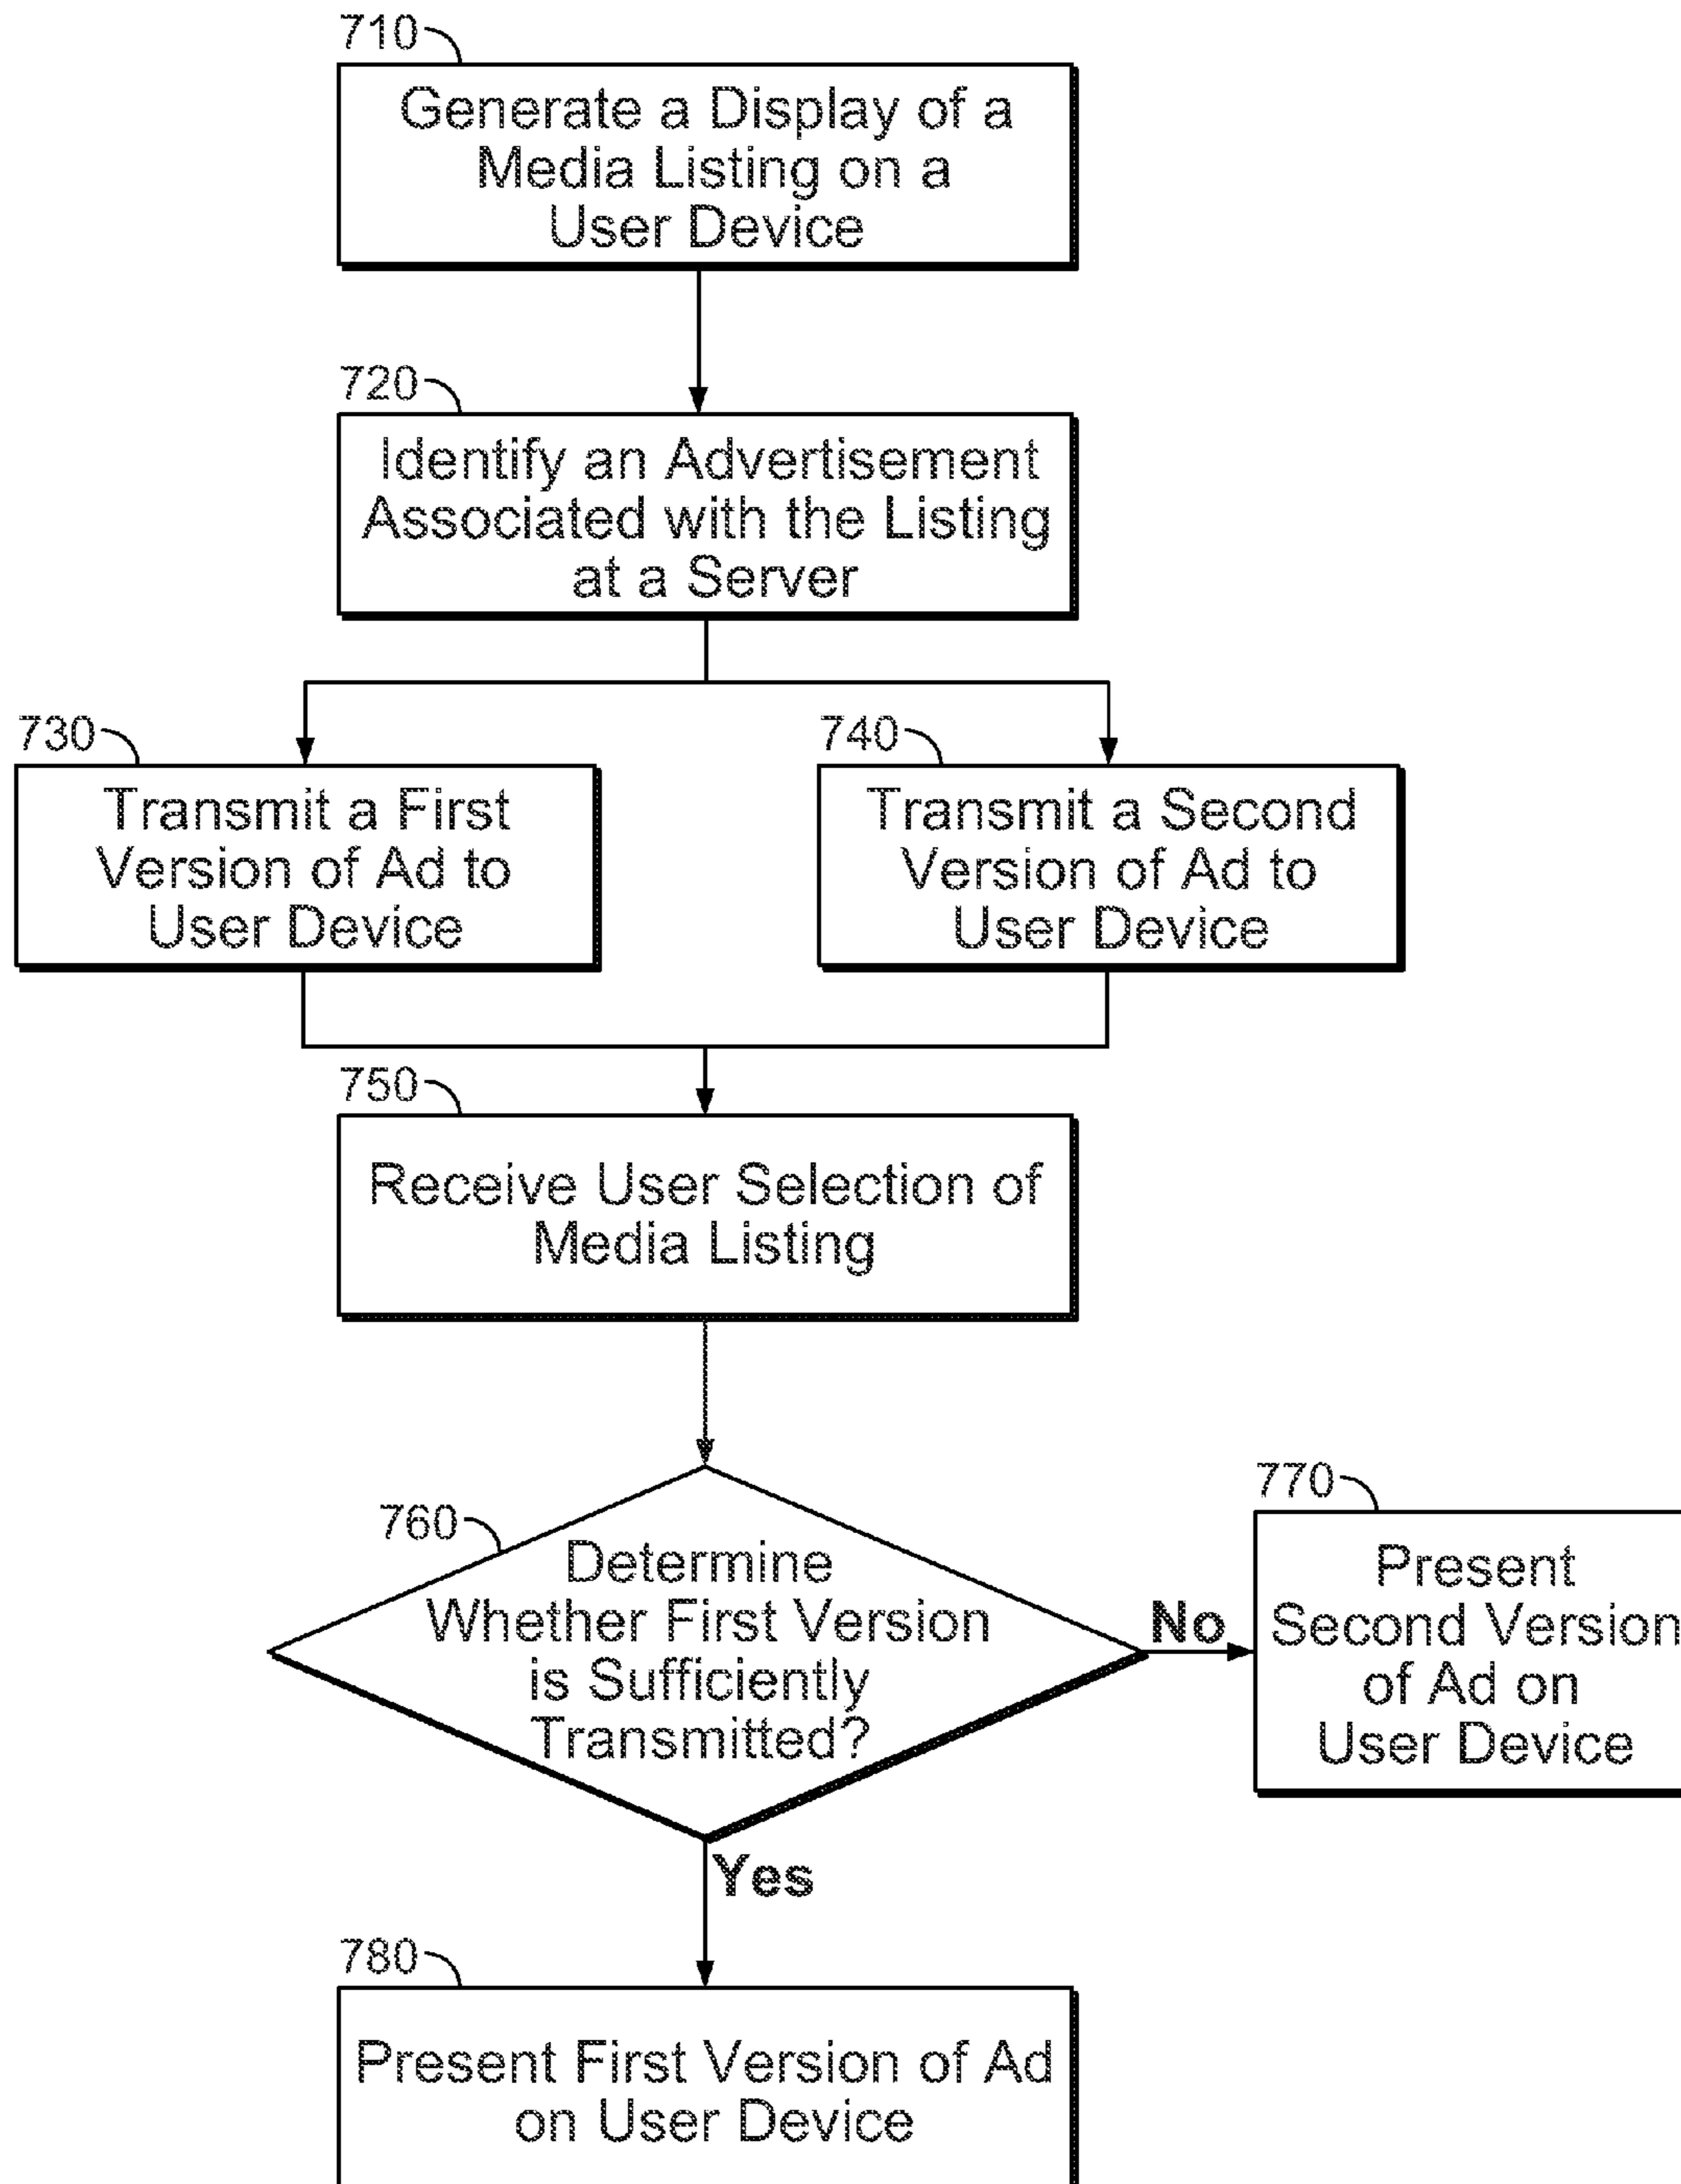 710
Generate a Display of a
Media Listing on a
User Device
720
Identify an Advertisement
Associated with the Listing
at a Server
730
Transmit a First
Version of Ad to
User Device
740
Transmit a Second
Version of Ad to
User Device
750
Receive User Selection of
Media Listing
760
Determine
Whether First Version
is Sufficiently
Transmitted?
No
770
Present
Second Version
of Ad on
User Device
Yes
780
Present First Version of Ad
on User Device